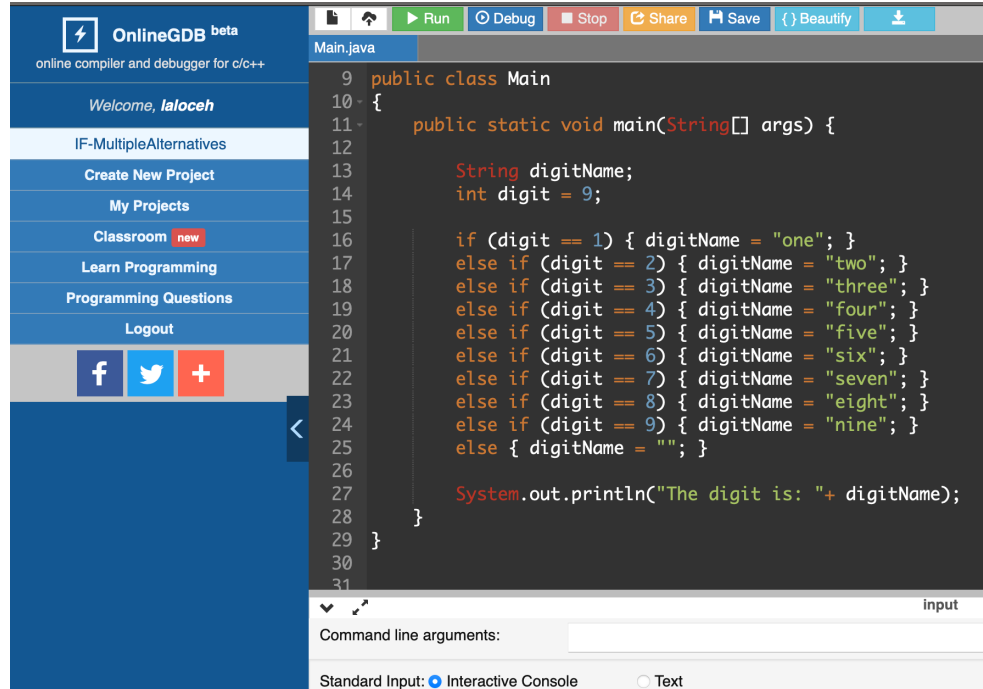 OnlineGDB beta
online compiler and debugger for c/c++
Welcome, laloceh
IF-MultipleAlternatives
Create New Project
My Projects
Classroom new
Learn Programming
Programming Questions
Logout
Run Debug Stop Share Save { } Beautify
Main.java
9 public class Main
10 {
11 public static void main(String[] args) {
12
13 String digitName;
14 int digit = 9;
15
16 if (digit == 1) { digitName = "one"; }
17 else if (digit == 2) { digitName = "two"; }
18 else if (digit == 3) { digitName = "three"; }
19 else if (digit == 4) { digitName = "four"; }
20 else if (digit == 5) { digitName = "five"; }
21 else if (digit == 6) { digitName = "six"; }
22 else if (digit == 7) { digitName = "seven"; }
23 else if (digit == 8) { digitName = "eight"; }
24 else if (digit == 9) { digitName = "nine"; }
25 else { digitName = ""; }
26
27 System.out.println("The digit is: "+ digitName);
28 }
29 }
30
31
input
Command line arguments:
Standard Input: Interactive Console Text